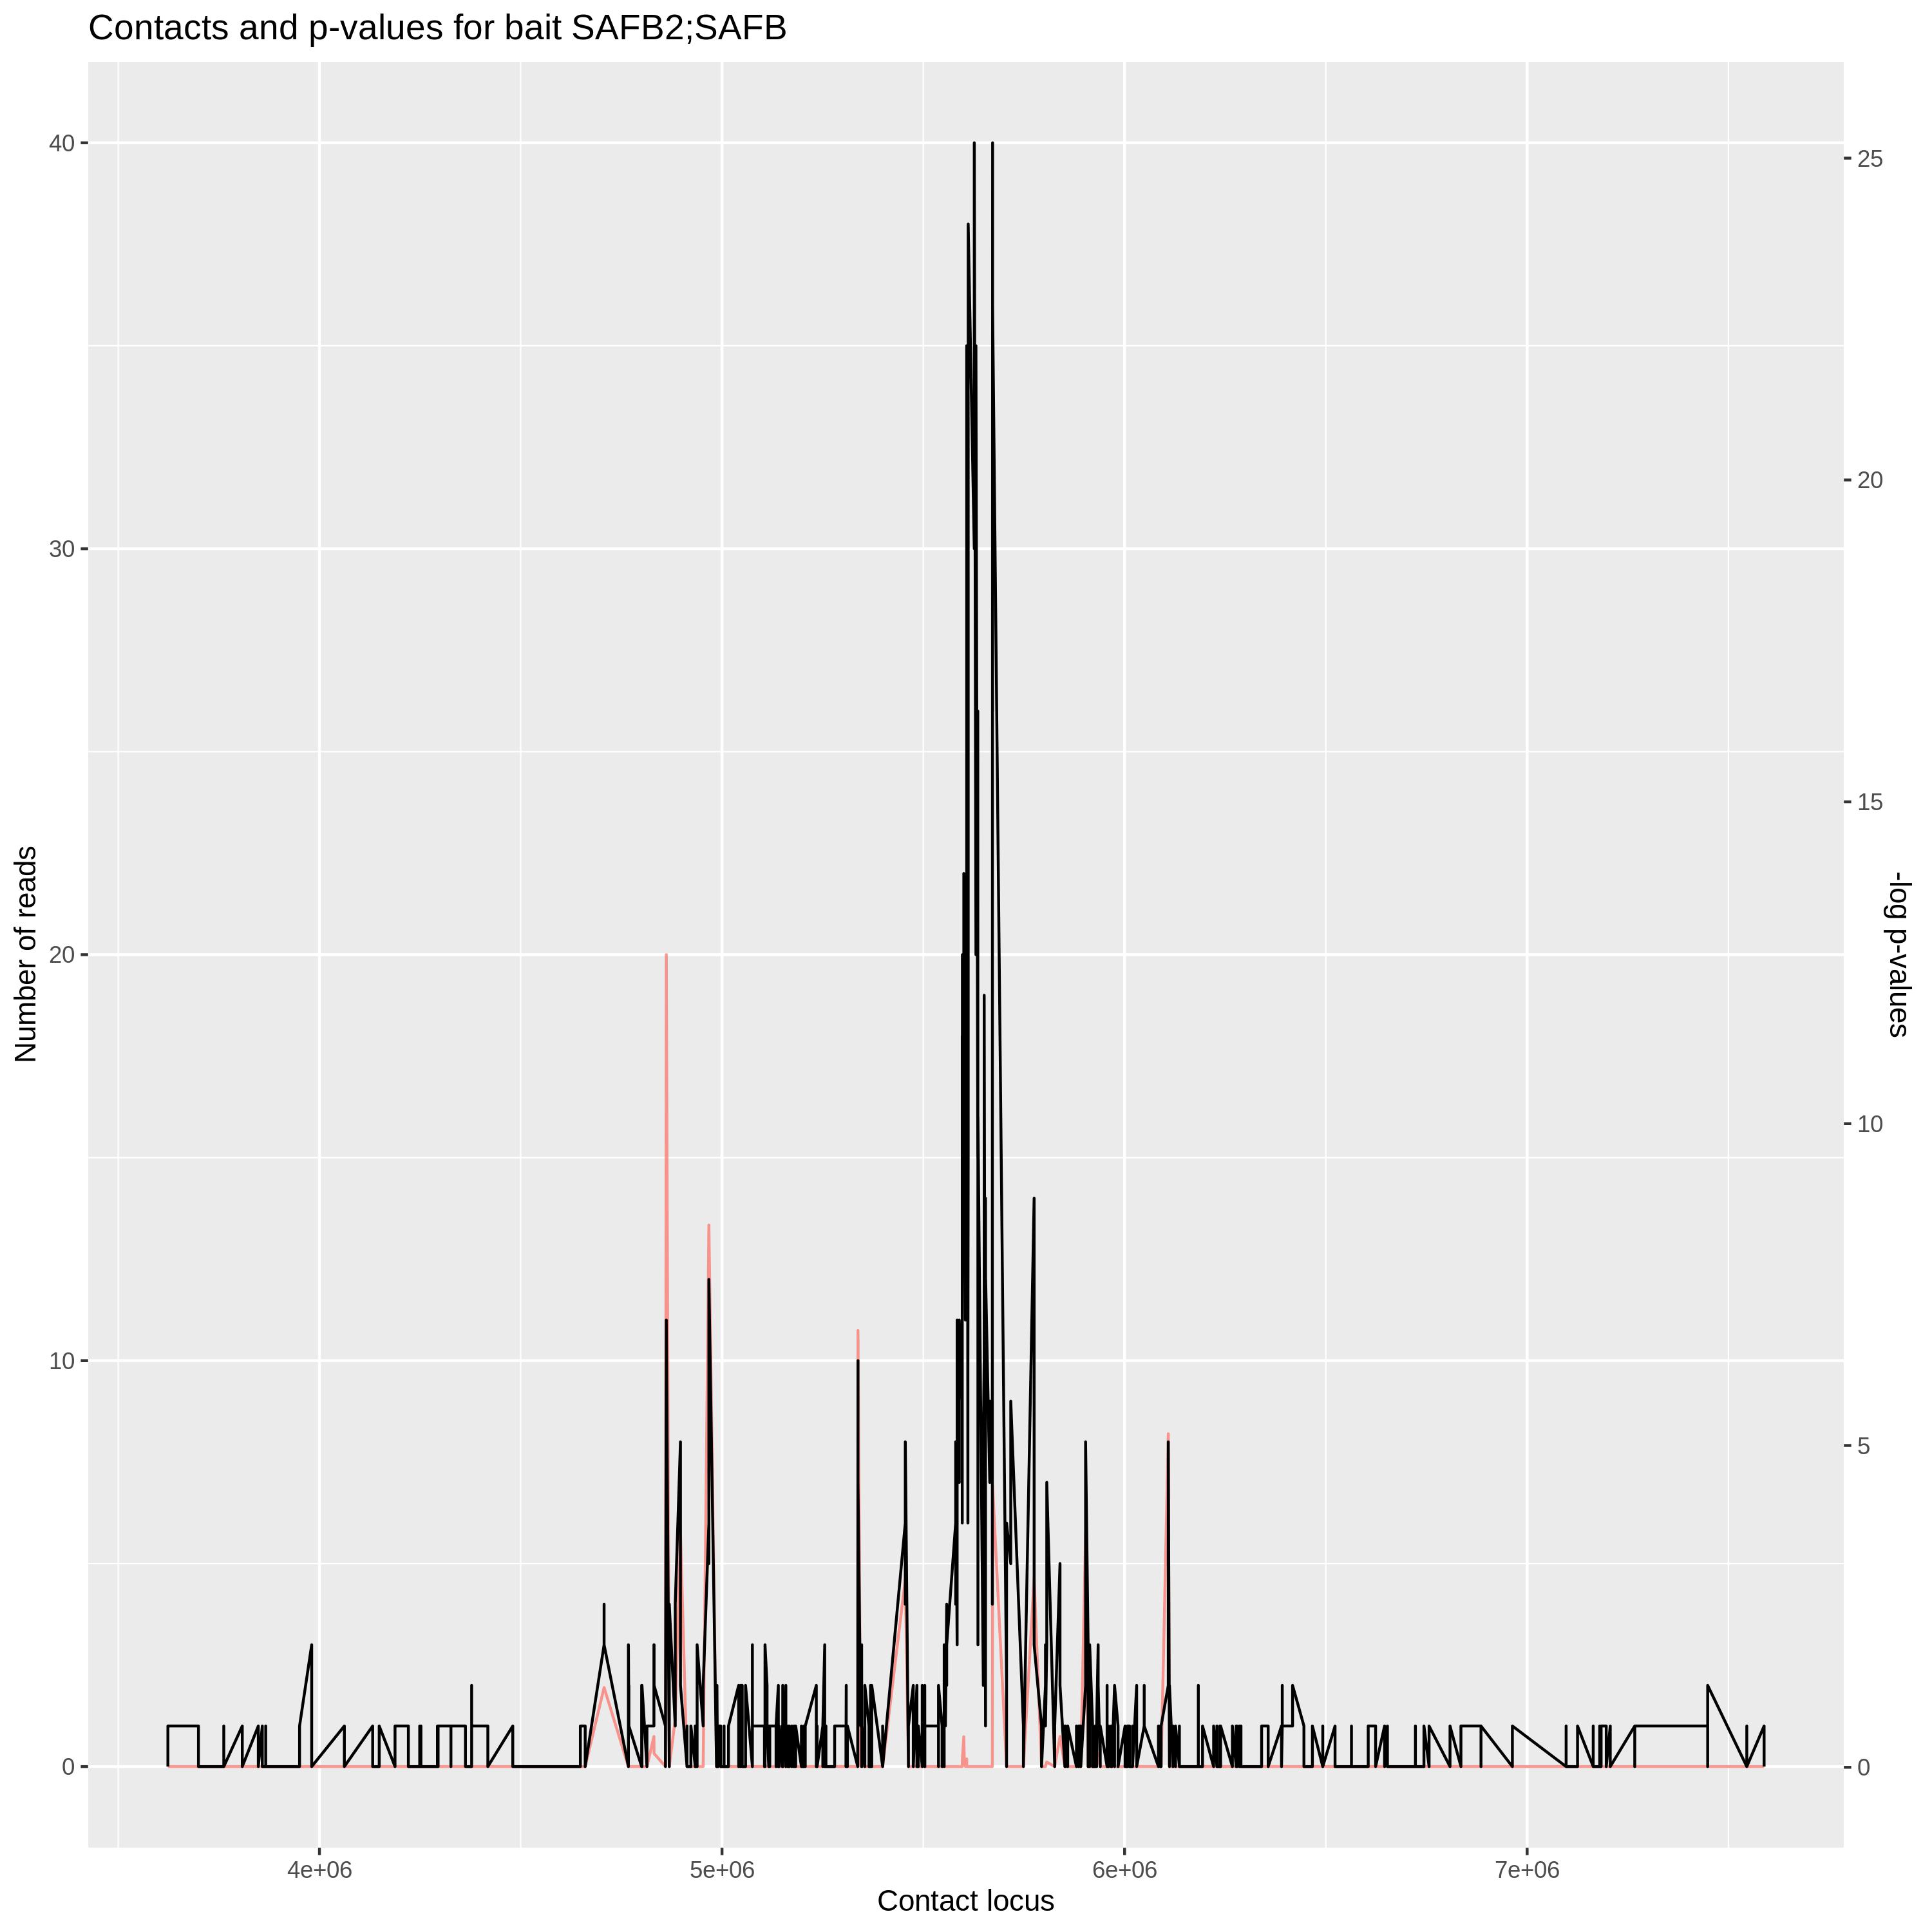 Contacts and p-values for bait SAFB2;SAFB
40
30
20
10
0
Number of reads
25
20
15
10
5
0
-log p-values
4e+06
5e+06
6e+06
7e+06
Contact locus